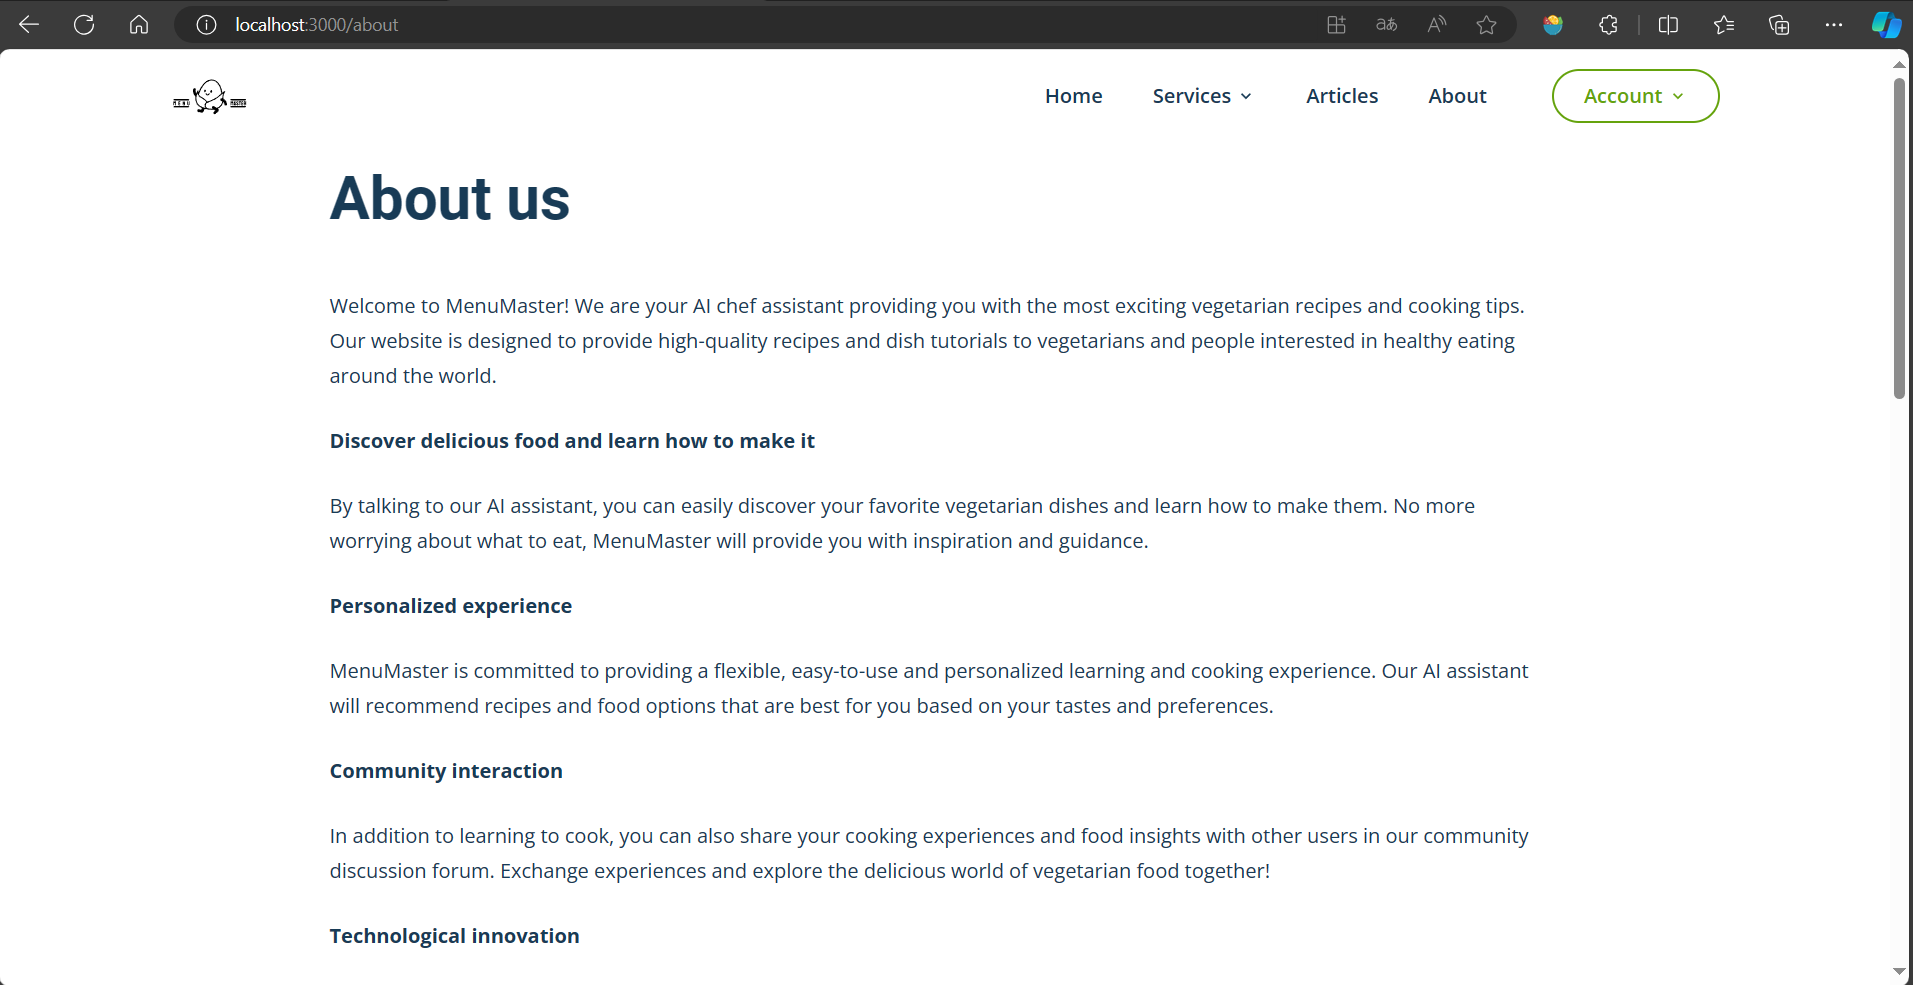 localhost:3000/about
MENU
Home Services Articles About Account
About us
Welcome to MenuMaster! We are your AI chef assistant providing you with the most exciting vegetarian recipes and cooking tips.
Our website is designed to provide high-quality recipes and dish tutorials to vegetarians and people interested in healthy eating
around the world.
Discover delicious food and learn how to make it
By talking to our AI assistant, you can easily discover your favorite vegetarian dishes and learn how to make them. No more
worrying about what to eat, MenuMaster will provide you with inspiration and guidance.
Personalized experience
MenuMaster is committed to providing a flexible, easy-to-use and personalized learning and cooking experience. Our AI assistant
will recommend recipes and food options that are best for you based on your tastes and preferences.
Community interaction
In addition to learning to cook, you can also share your cooking experiences and food insights with other users in our community
discussion forum. Exchange experiences and explore the delicious world of vegetarian food together!
Technological innovation